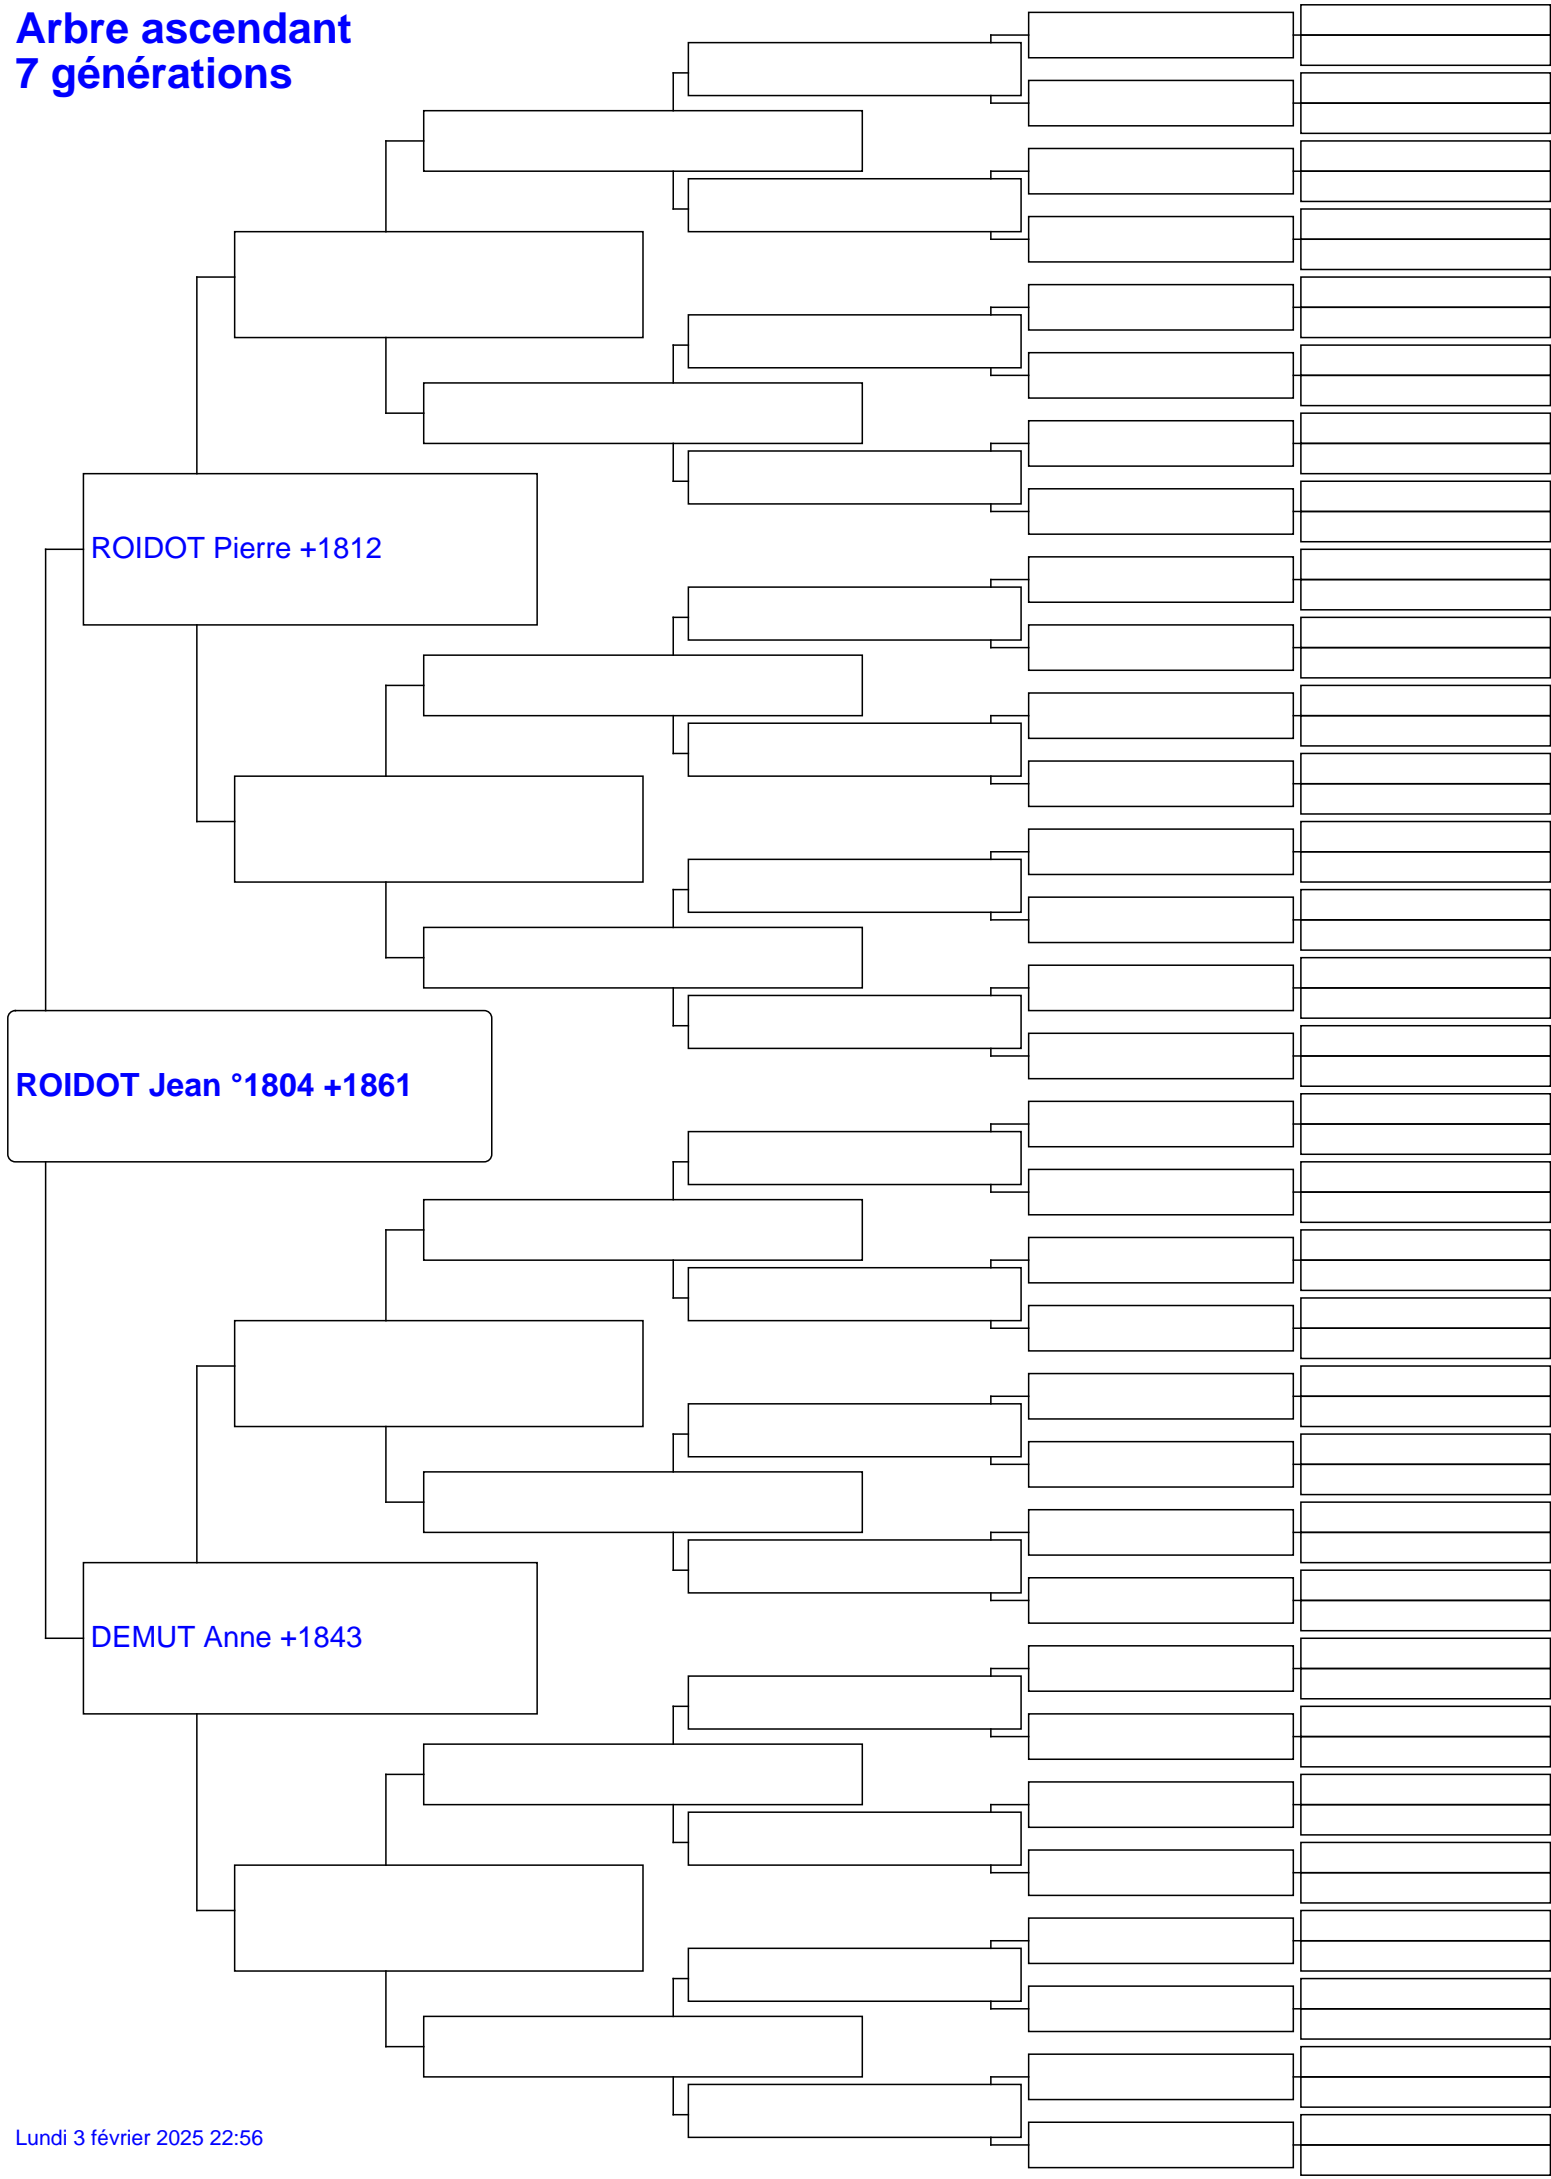 Arbre ascendant
7 générations
ROIDOT Pierre +1812
ROIDOT Jean °1804 +1861
DEMUT Anne +1843
Lundi 3 février 2025 22:56